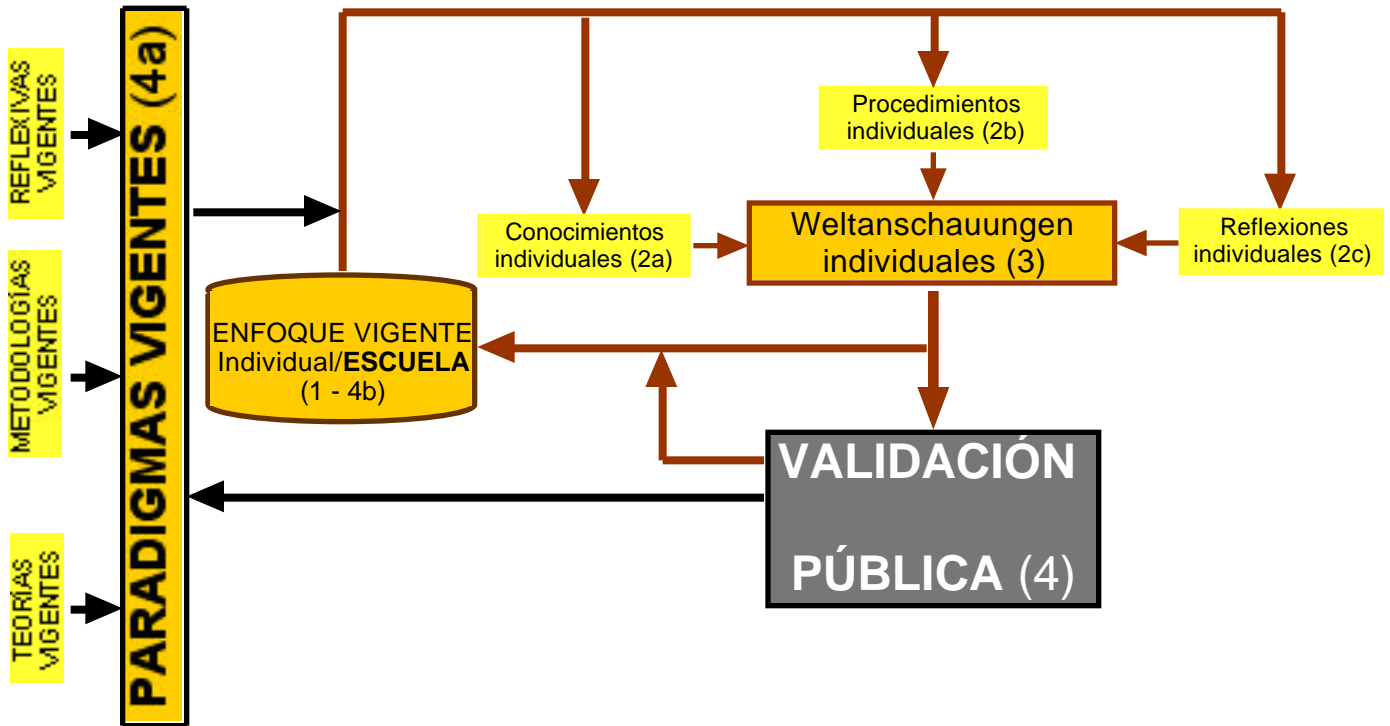 REFLEXIVAS
VIGENTES
METODOLOGÍAS
VIGENTES
TEORÍAS
VIGENTES
PARADIGMAS VIGENTES (4a)
Procedimientos
individuales (2b)
Conocimientos
individuales (2a)
Weltanschauungen
individuales (3)
Reflexiones
individuales (2c)
ENFOQUE VIGENTE
Individual/ESCUELA
(1 - 4b)
VALIDACIÓN
PÚBLICA (4)